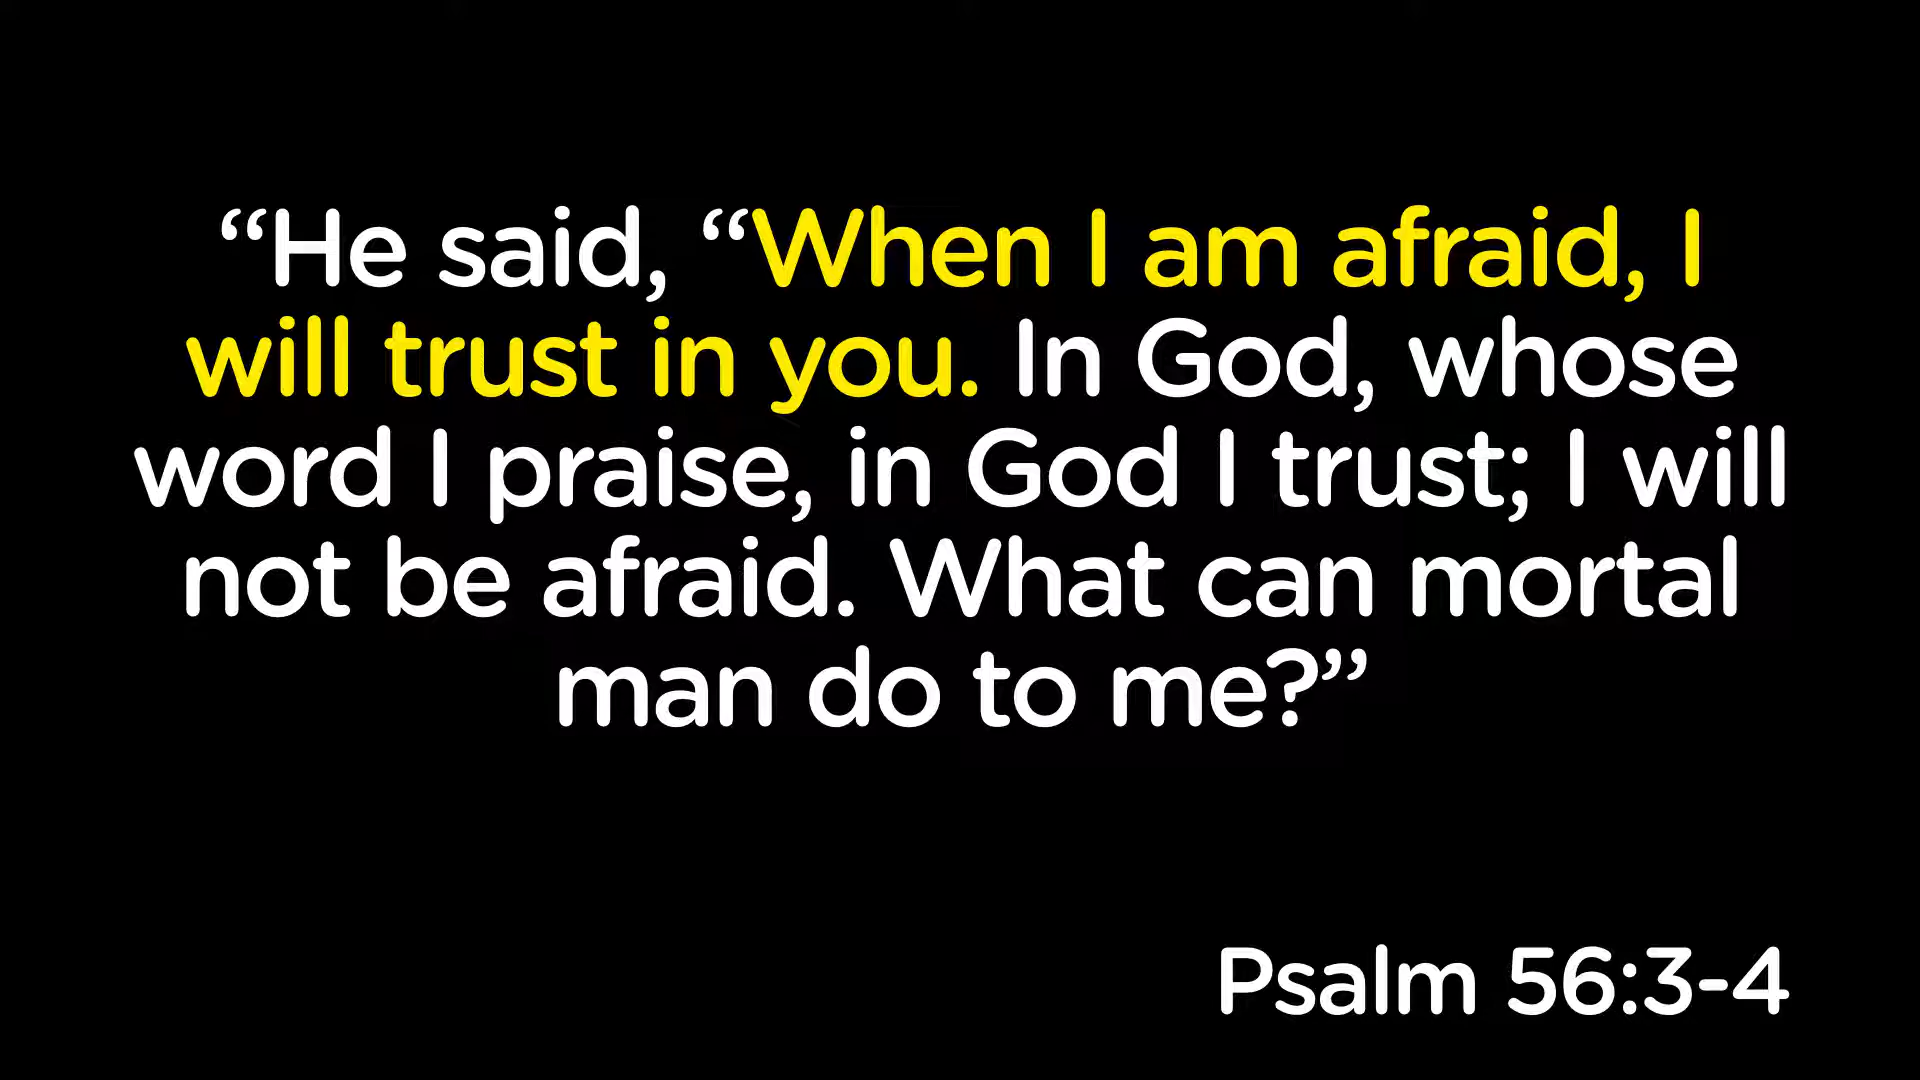 “He said, “When I am afraid, I
will trust in you. In God, whose
word I praise, in God I trust; I will
not be afraid. What can mortal
man do to me?”
Psalm 56:3-4